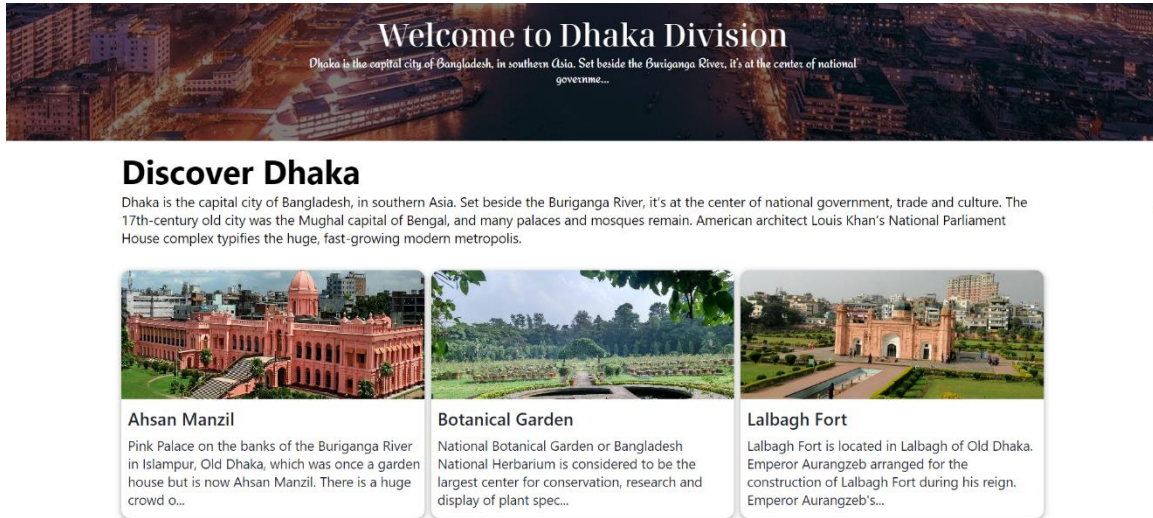 Welcome to Dhaka Division
Dhaka is the capital city of Bangladesh, in southern Asia. Set beside the Buriganga River, it's at the center of national
governme...
Discover Dhaka
Dhaka is the capital city of Bangladesh, in southern Asia. Set beside the Buriganga River, it's at the center of national government, trade and culture. The
17th-century old city was the Mughal capital of Bengal, and many palaces and mosques remain. American architect Louis Khan's National Parliament
House complex typifies the huge, fast-growing modern metropolis.
Ahsan Manzil
Pink Palace on the banks of the Buriganga River
in Islampur, Old Dhaka, which was once a garden
house but is now Ahsan Manzil. There is a huge
crowd o...
Botanical Garden
National Botanical Garden or Bangladesh
National Herbarium is considered to be the
largest center for conservation, research and
display of plant spec...
Lalbagh Fort
Lalbagh Fort is located in Lalbagh of Old Dhaka.
Emperor Aurangzeb arranged for the
construction of Lalbagh Fort during his reign.
Emperor Aurangzeb's...